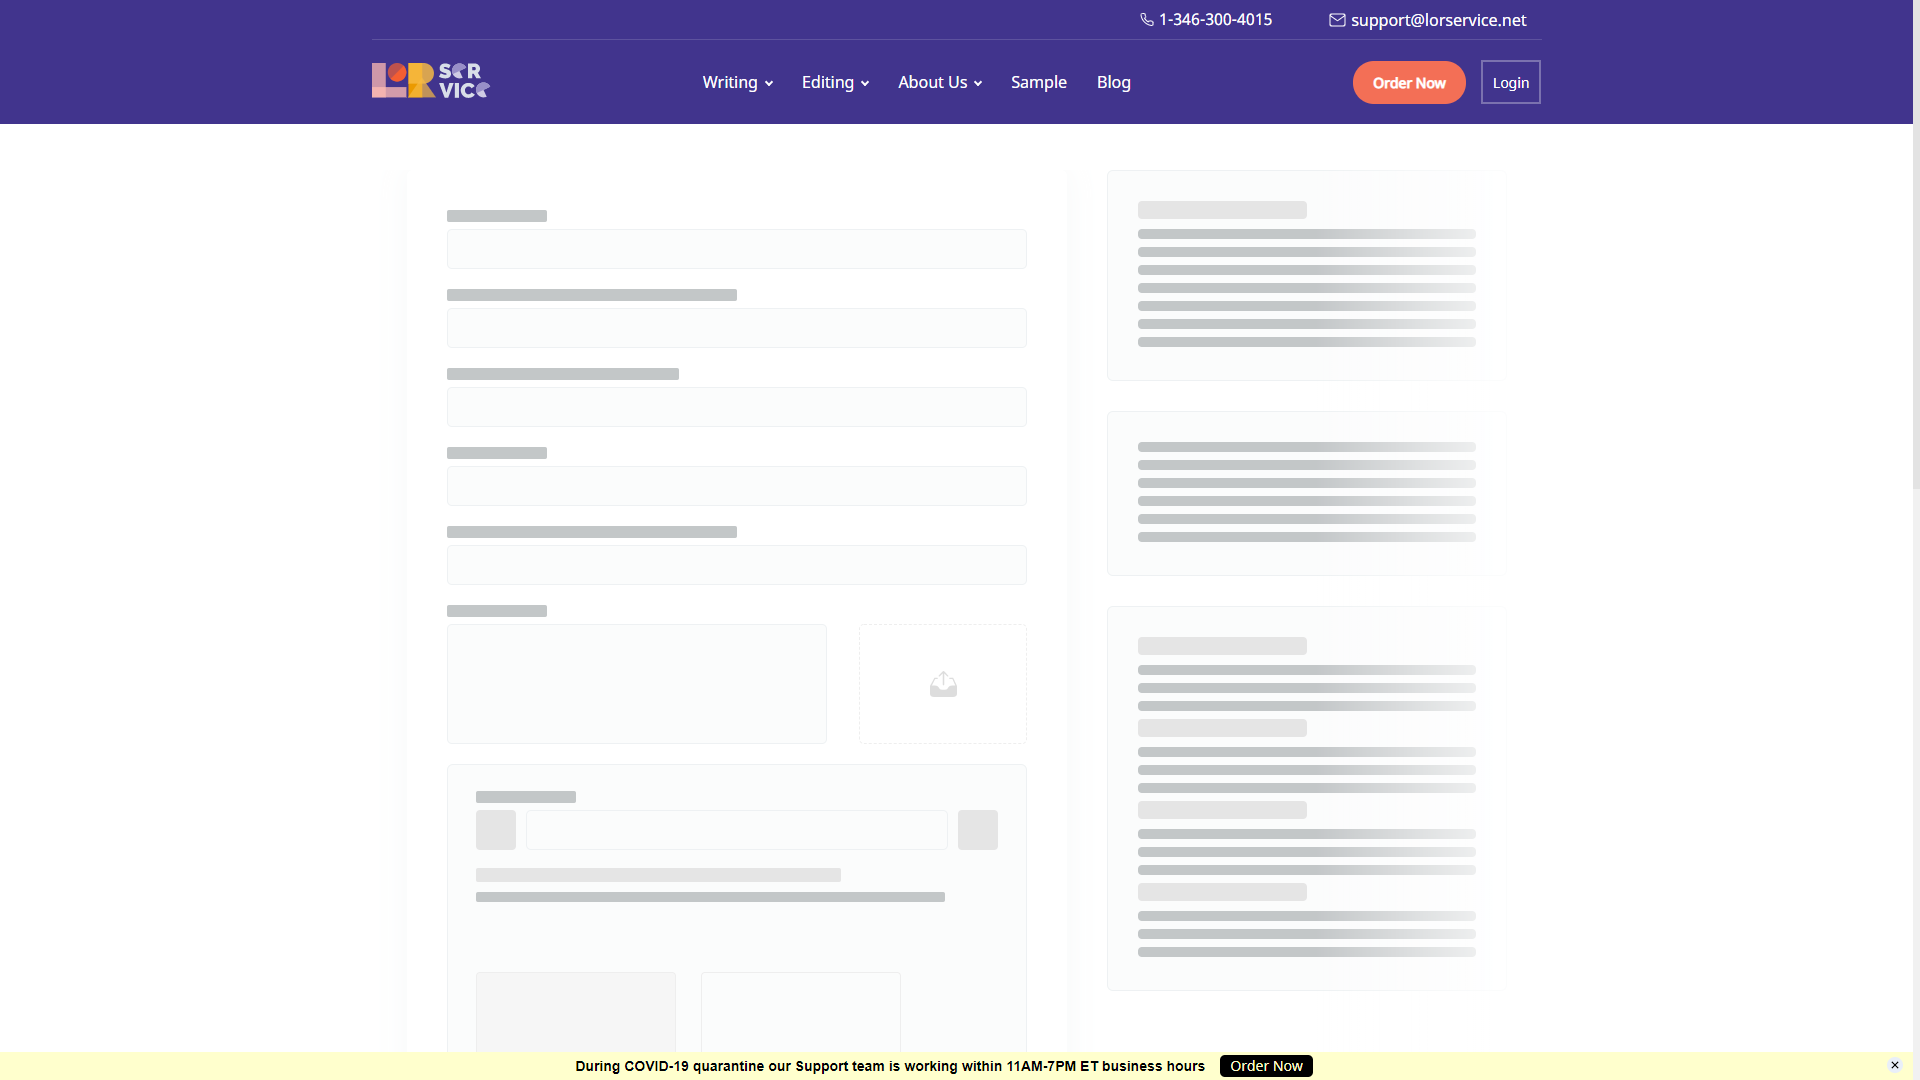 1-346-300-4015
support@lorservice.net
LOR SERVICE
Writing
Editing
About Us
Sample
Blog
Order Now
Login
During COVID-19 quarantine our Support team is working within 11AM-7PM ET business hours
Order Now